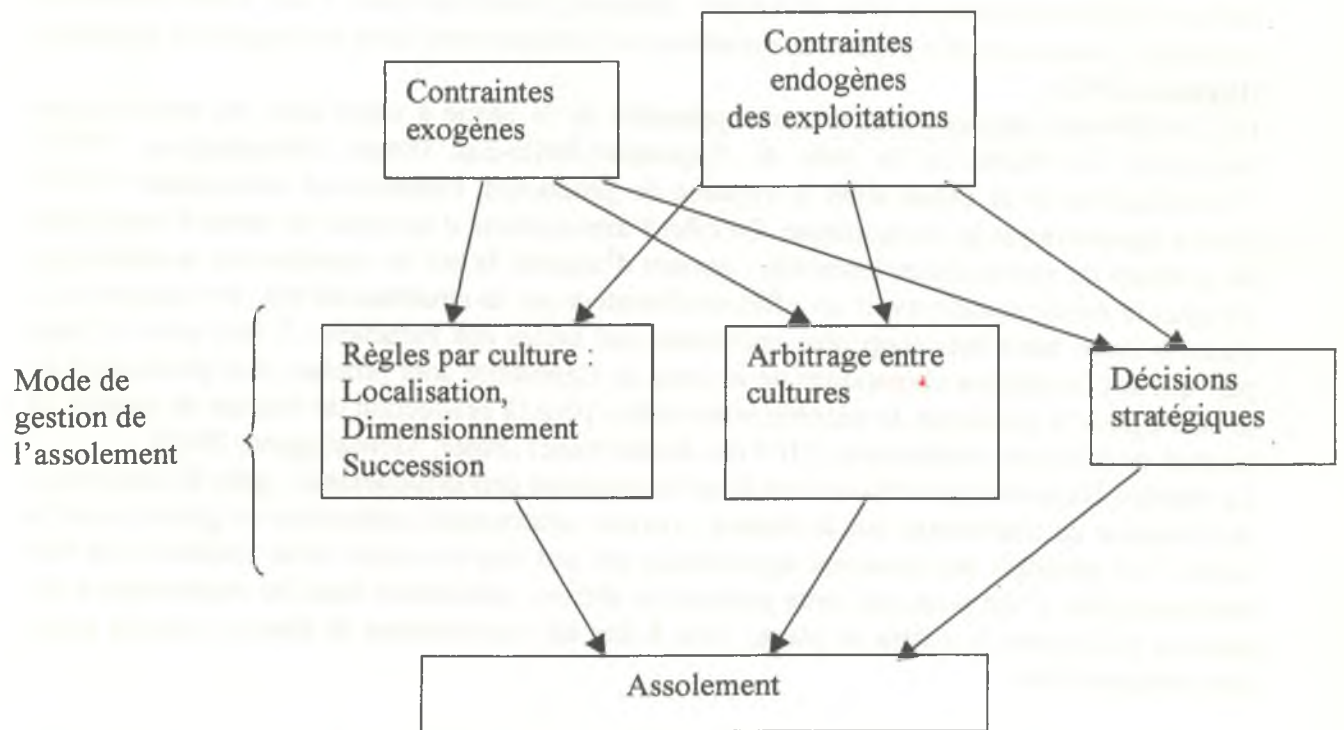 Contraintes
exogènes
Contraintes
endogènes
des exploitations
Mode de
gestion de
l'assolement
Règles par culture :
Localisation,
Dimensionnement
Succession
Arbitrage entre
cultures
Décisions
stratégiques
Assolement